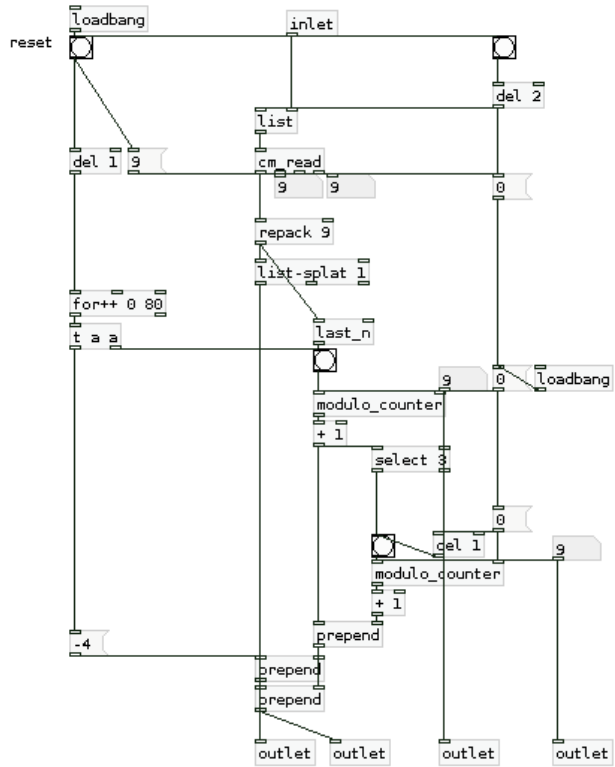 loadbang
inlet
reset
del 2
list
del 1
9
cm_read
9
9
0
repack 9
list-splat 1
for++ 0 80
t a a
last_n
9
0
loadbang
modulo_counter
+ 1
select 3
0
del 1
9
modulo_counter
+ 1
prepend
-4
prepend
prepend
outlet
outlet
outlet
outlet